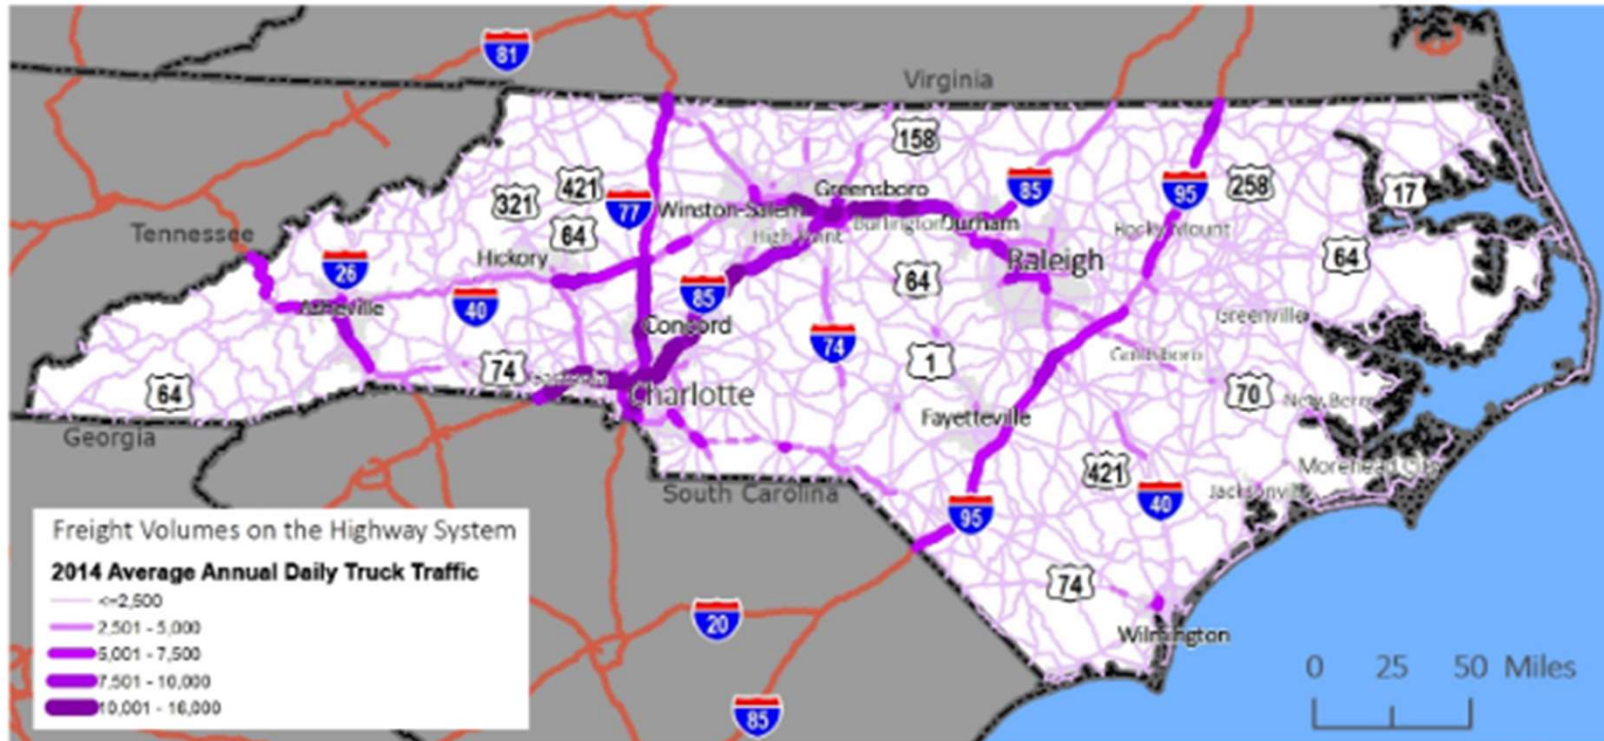 81
Virginia
158
321
421
77
85
95
258
17
Tennessee
26
64
Winston-Salem
Greensboro
High Point
Burlington
Durham
Rocky Mount
Hickory
Raleigh
64
64
Asheville
40
85
Concord
74
Greenville
Goldsboro
74
1
64
Charlotte
70
New Bern
Fayetteville
Georgia
421
Morehead City
Jacksonville
South Carolina
95
40
74
Wilmington
20
85
Freight Volumes on the Highway System
2014 Average Annual Daily Truck Traffic
<=2,500
2,501 - 5,000
5,001 - 7,500
7,501 - 10,000
10,001 - 16,000
0 25 50 Miles